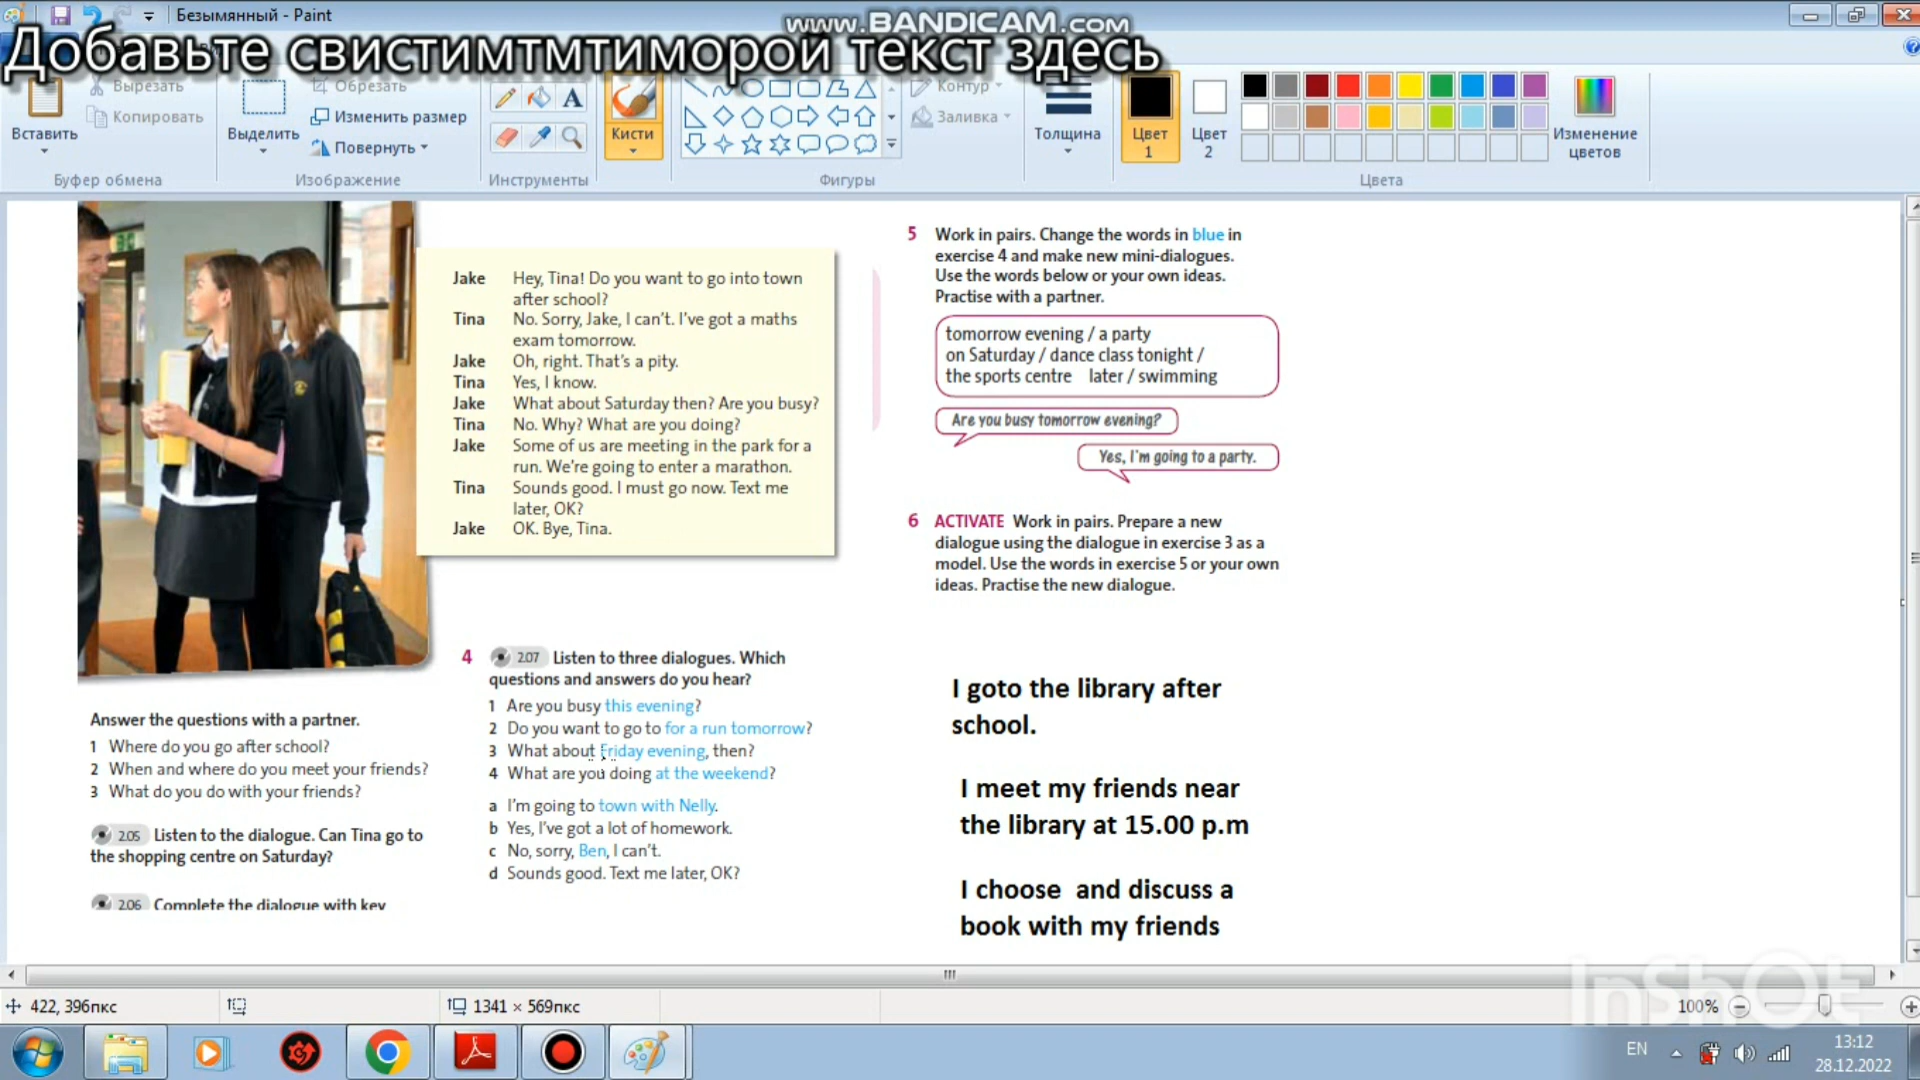 Безымянный - Paint
www.BANDICAM.com
Добавьте свистимтмтиморой текст здесь
Вставить
Вырезать
Копировать
Буфер обмена
Выделить
Обрезать
Изменить размер
Повернуть
Изображение
Инструменты
Кисти
Фигуры
Контур
Заливка
Толщина
Цвет 1
Цвет 2
Изменение цветов
Цвета
Jake Hey, Tina! Do you want to go into town
after school?
Tina No. Sorry, Jake, I can't. I've got a maths
exam tomorrow.
Jake Oh, right. That's a pity.
Tina Yes, I know.
Jake What about Saturday then? Are you busy?
Tina No. Why? What are you doing?
Jake Some of us are meeting in the park for a
run. We're going to enter a marathon.
Tina Sounds good. I must go now. Text me
later, OK?
Jake OK. Bye, Tina.
Answer the questions with a partner.
1 Where do you go after school?
2 When and where do you meet your friends?
3 What do you do with your friends?
2.05 Listen to the dialogue. Can Tina go to
the shopping centre on Saturday?
2.06 Complete the dialogue with key
4 2.07 Listen to three dialogues. Which
questions and answers do you hear?
1 Are you busy this evening?
2 Do you want to go to for a run tomorrow?
3 What about Friday evening, then?
4 What are you doing at the weekend?
a I'm going to town with Nelly.
b Yes, I've got a lot of homework.
c No, sorry, Ben, I can't.
d Sounds good. Text me later, OK?
5 Work in pairs. Change the words in blue in
exercise 4 and make new mini-dialogues.
Use the words below or your own ideas.
Practise with a partner.
tomorrow evening / a party
on Saturday / dance class tonight /
the sports centre later / swimming
Are you busy tomorrow evening?
Yes, I'm going to a party.
6 ACTIVATE Work in pairs. Prepare a new
dialogue using the dialogue in exercise 3 as a
model. Use the words in exercise 5 or your own
ideas. Practise the new dialogue.
I goto the library after
school.
I meet my friends near
the library at 15.00 p.m
I choose and discuss a
book with my friends
InShOt
422, 396пкс
1341 × 569пкс
100%
EN
13:12
28.12.2022